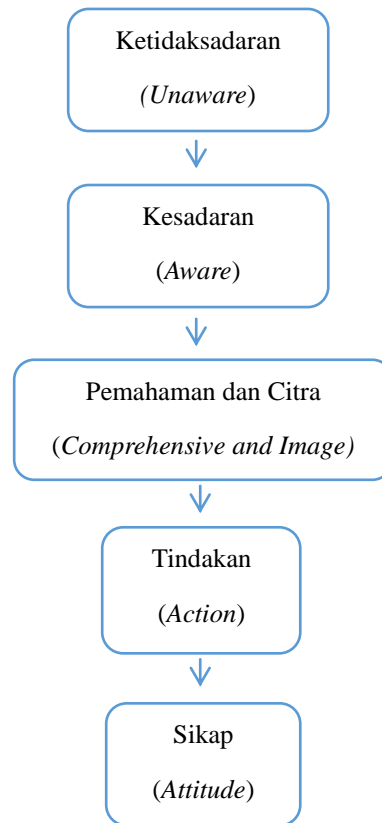 Ketidaksadaran
(Unaware)
Kesadaran
(Aware)
Pemahaman dan Citra
(Comprehensive and Image)
Tindakan
(Action)
Sikap
(Attitude)